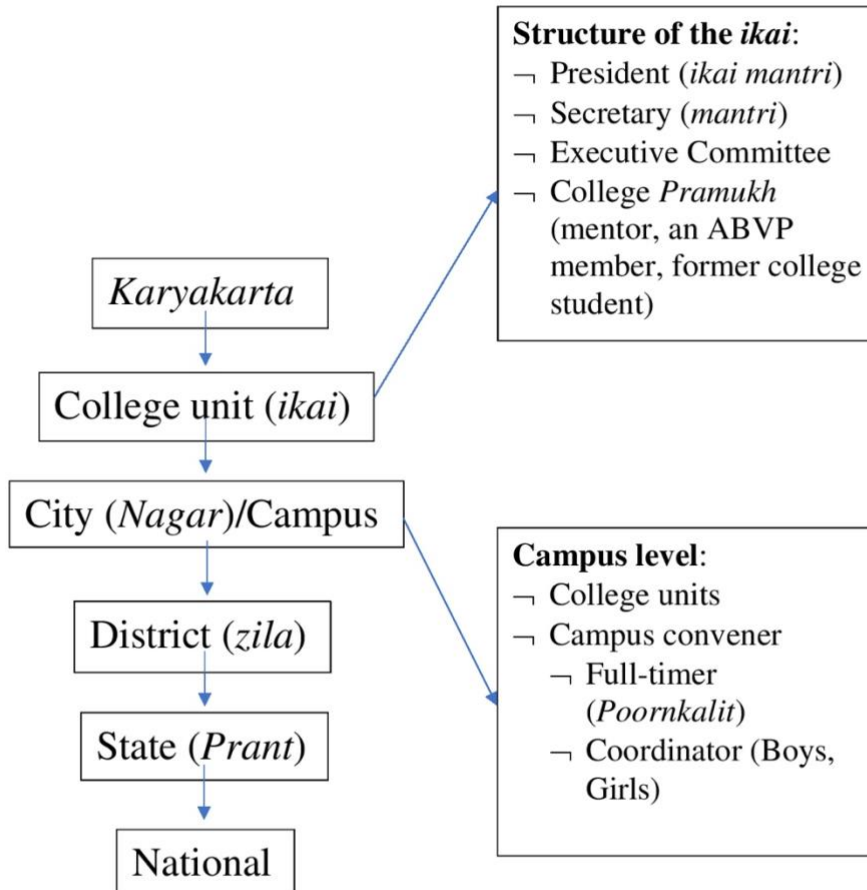 Karyakarta
College unit (ikai)
City (Nagar)/Campus
District (zila)
State (Prant)
National
Structure of the ikai:
¬ President (ikai mantri)
¬ Secretary (mantri)
¬ Executive Committee
¬ College Pramukh
(mentor, an ABVP
member, former college
student)
Campus level:
¬ College units
¬ Campus convener
¬ Full-timer
(Poornkalit)
¬ Coordinator (Boys,
Girls)